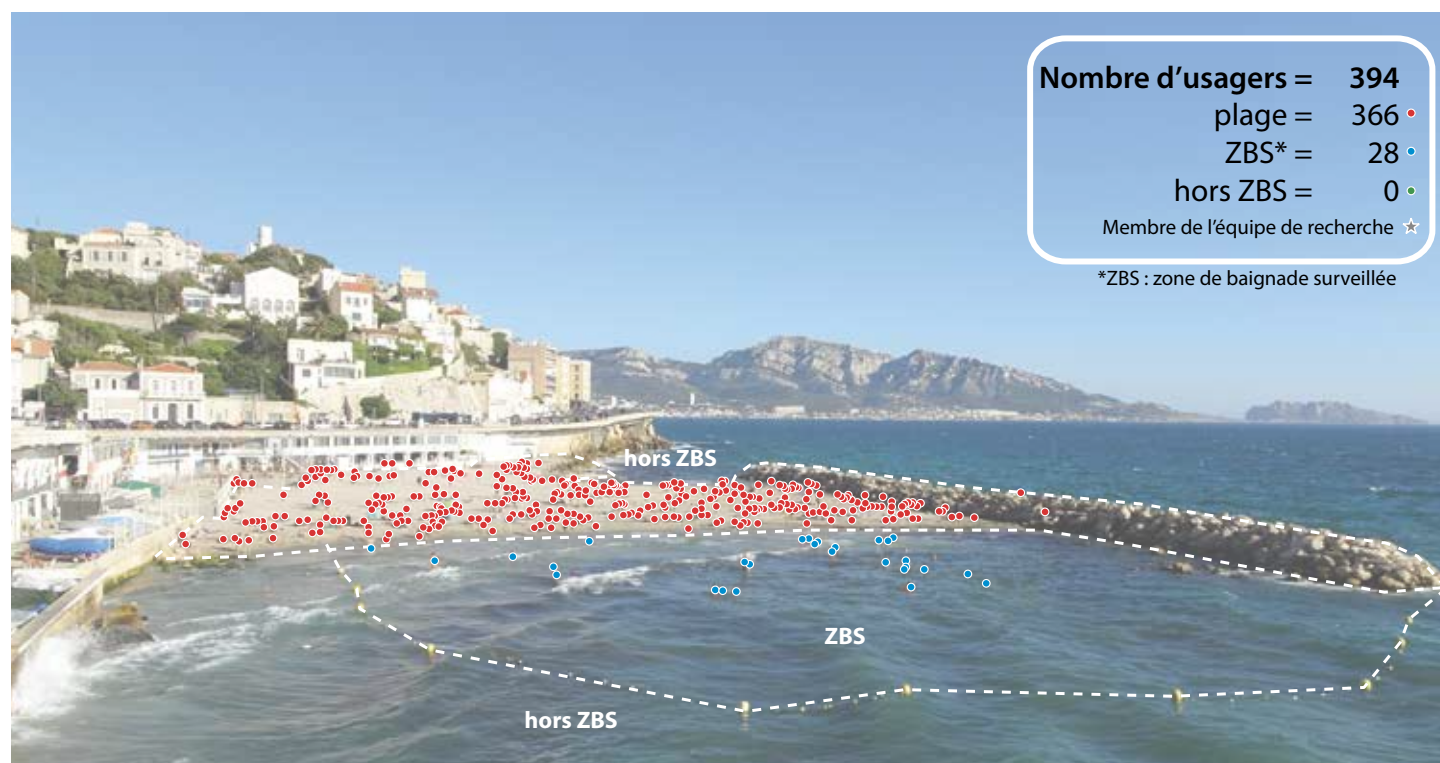 Nombre d'usagers = 394
plage = 366
ZBS* = 28
hors ZBS = 0
Membre de l'équipe de recherche
*ZBS : zone de baignade surveillée
hors ZBS
ZBS
hors ZBS